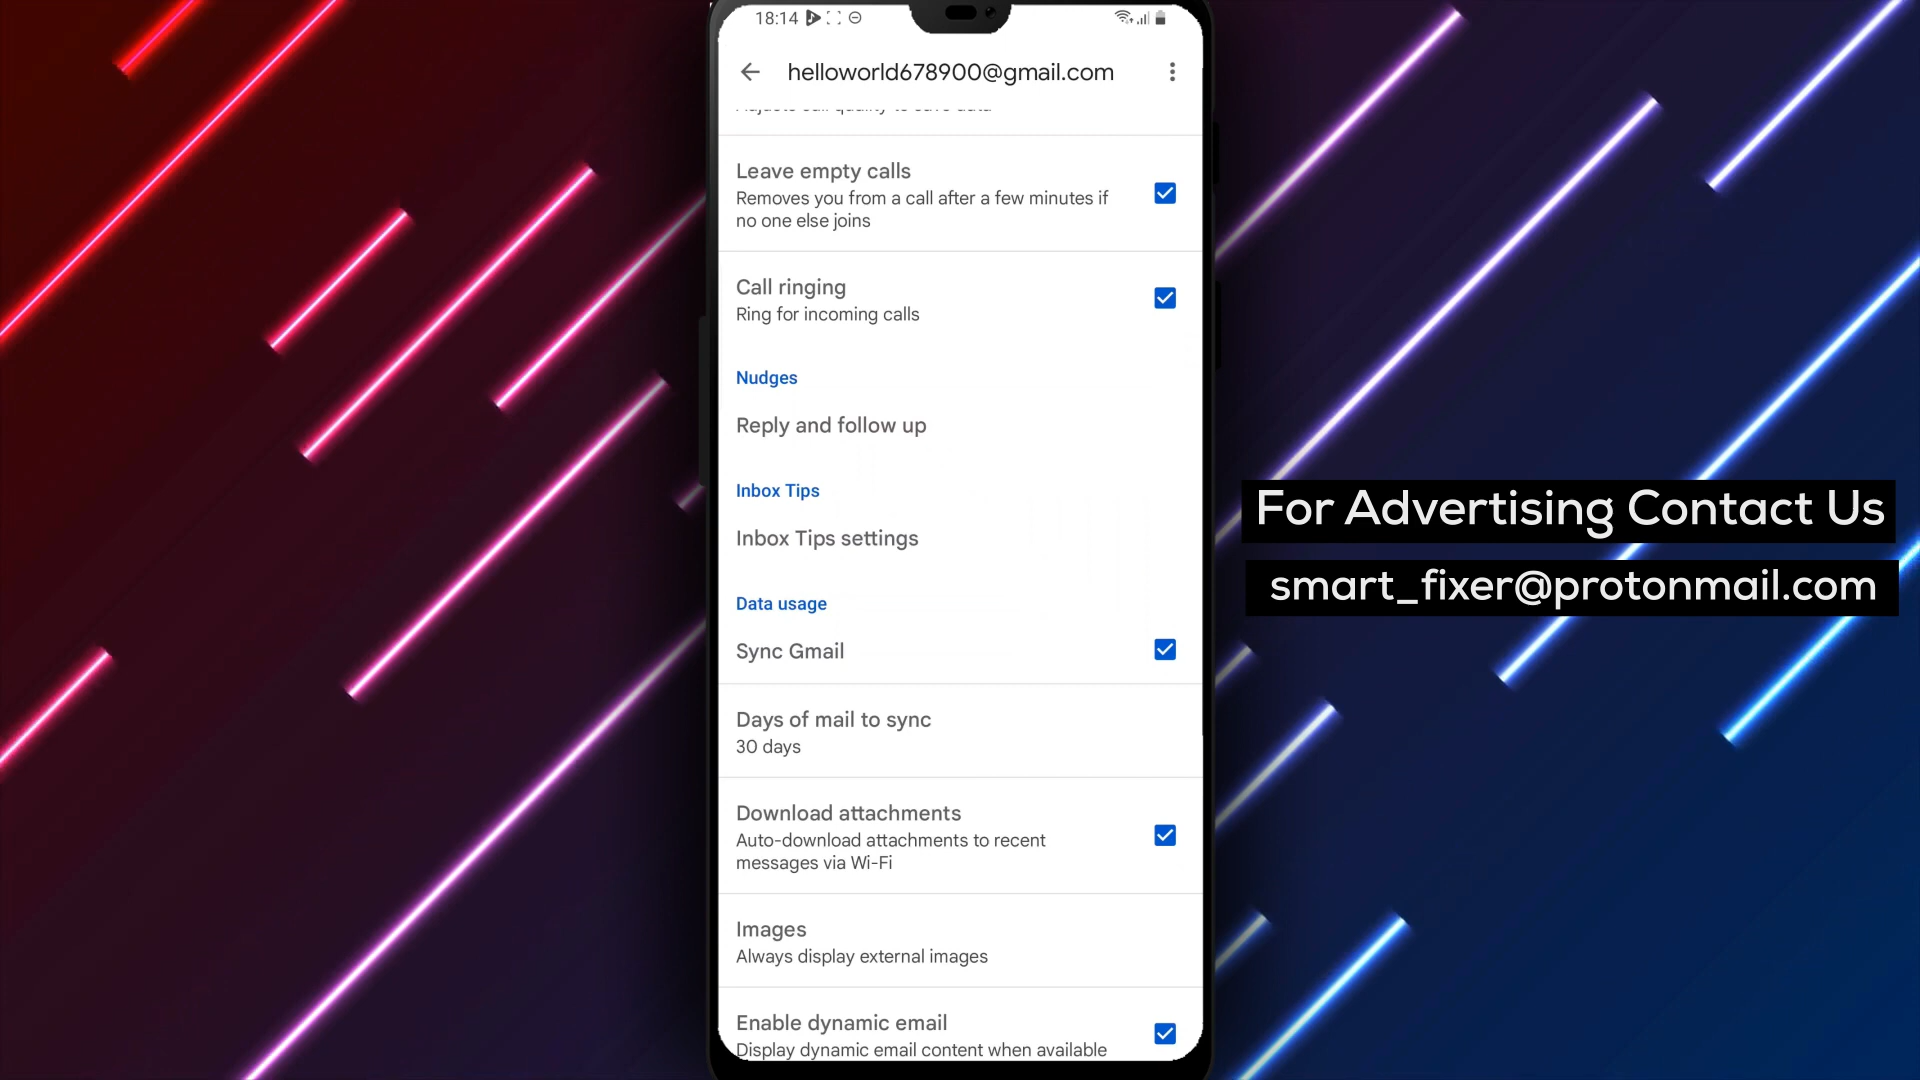 18:14
helloworld678900@gmail.com
Leave empty calls
Removes you from a call after a few minutes if
no one else joins
Call ringing
Ring for incoming calls
Nudges
Reply and follow up
Inbox Tips
Inbox Tips settings
Data usage
Sync Gmail
Days of mail to sync
30 days
Download attachments
Auto-download attachments to recent
messages via Wi-Fi
Images
Always display external images
Enable dynamic email
Display dynamic email content when available
For Advertising Contact Us
smart_fixer@protonmail.com